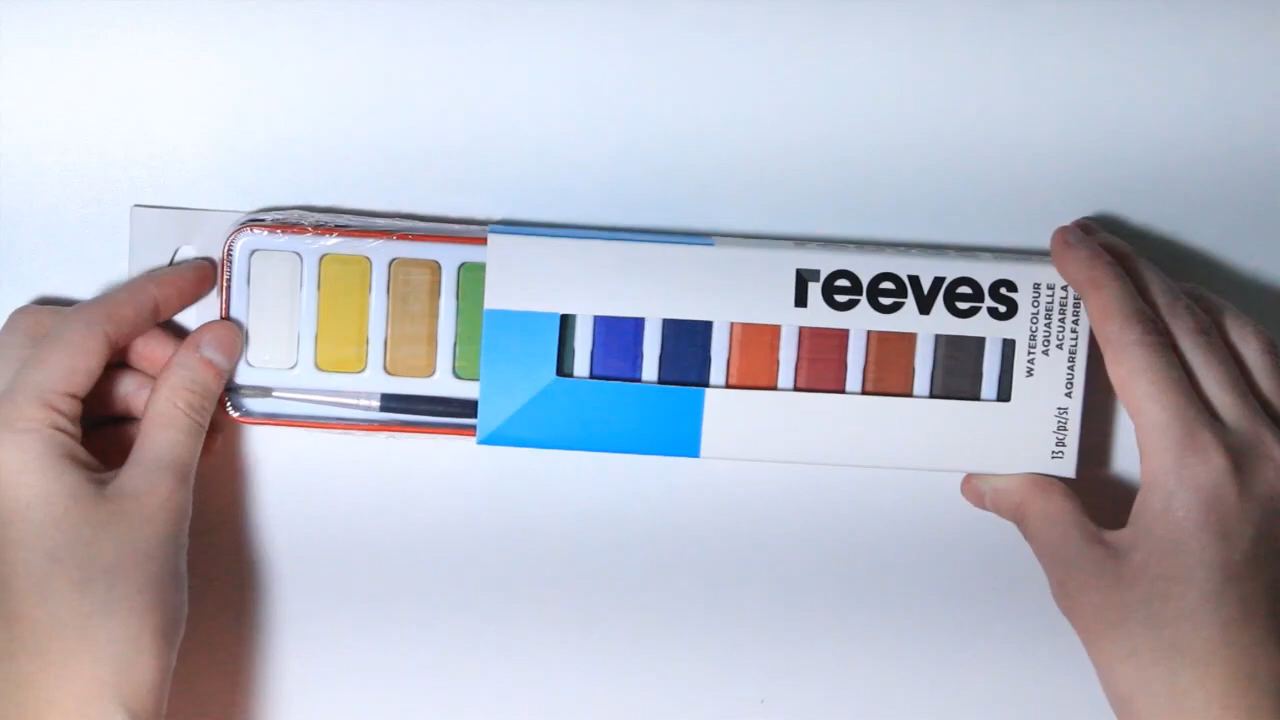 reeves
WATERCOLOUR
AQUARELLE
ACUARELA
AQUARELLFARBE
13 pc/pz/st